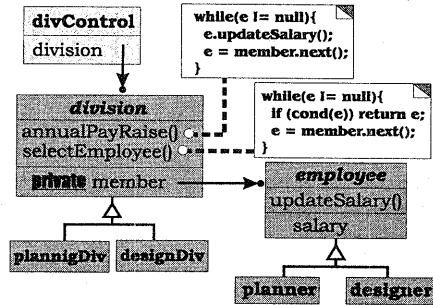 divControl
division
while(e != null){
e.updateSalary();
e = member.next();
}
while(e != null){
if (cond(e)) return e;
e = member.next();
}
division
annualPayRaise()
selectEmployee()
private member
employee
updateSalary()
salary
plannigDiv
designDiv
planner
designer